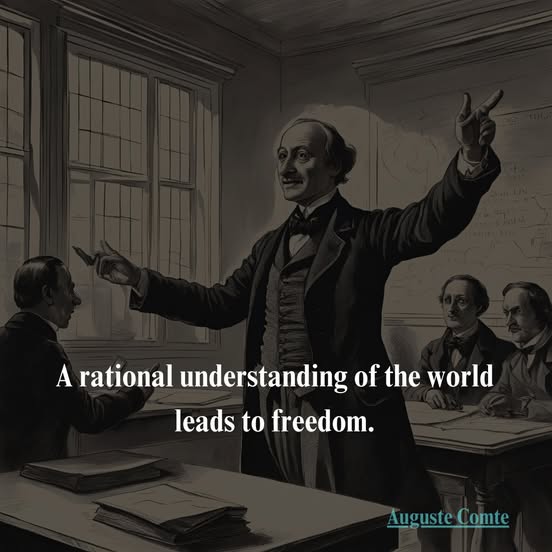 A rational understanding of the world
leads to freedom.
Auguste Comte